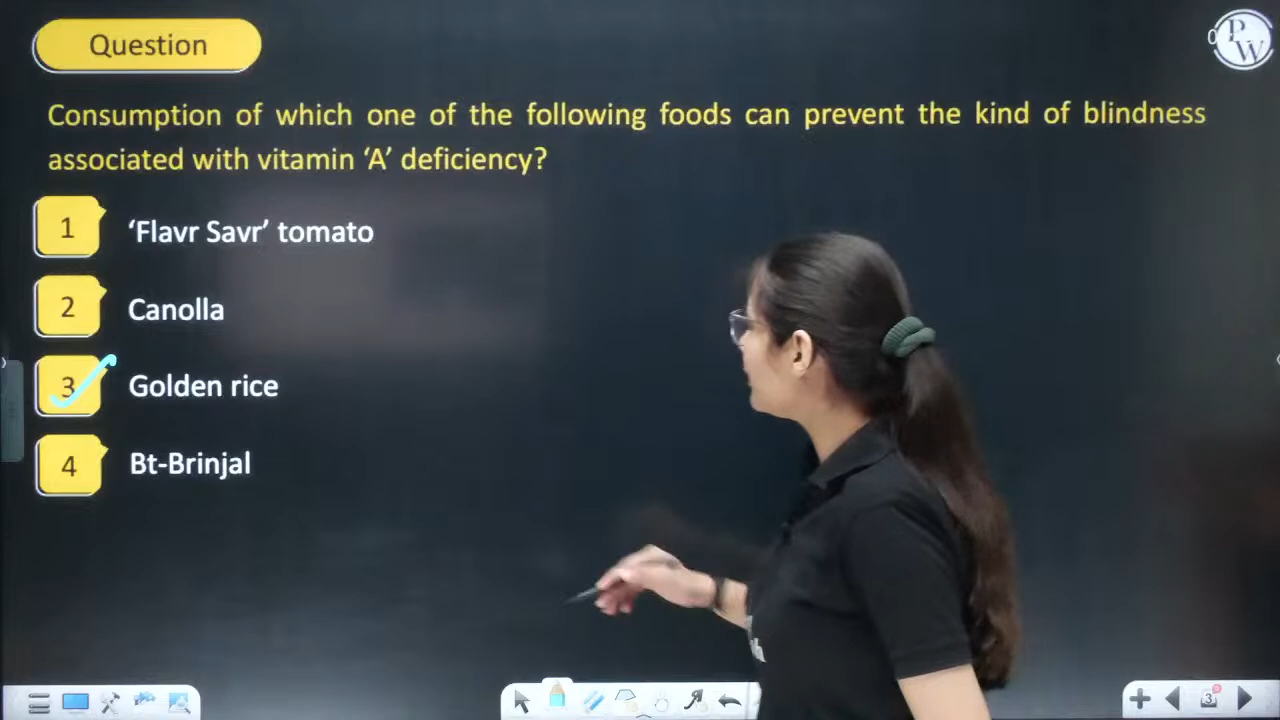 Question
PW
Consumption of which one of the following foods can prevent the kind of blindness
associated with vitamin ‘A’ deficiency?
1 ‘Flavr Savr’ tomato
2 Canolla
3 Golden rice
4 Bt-Brinjal